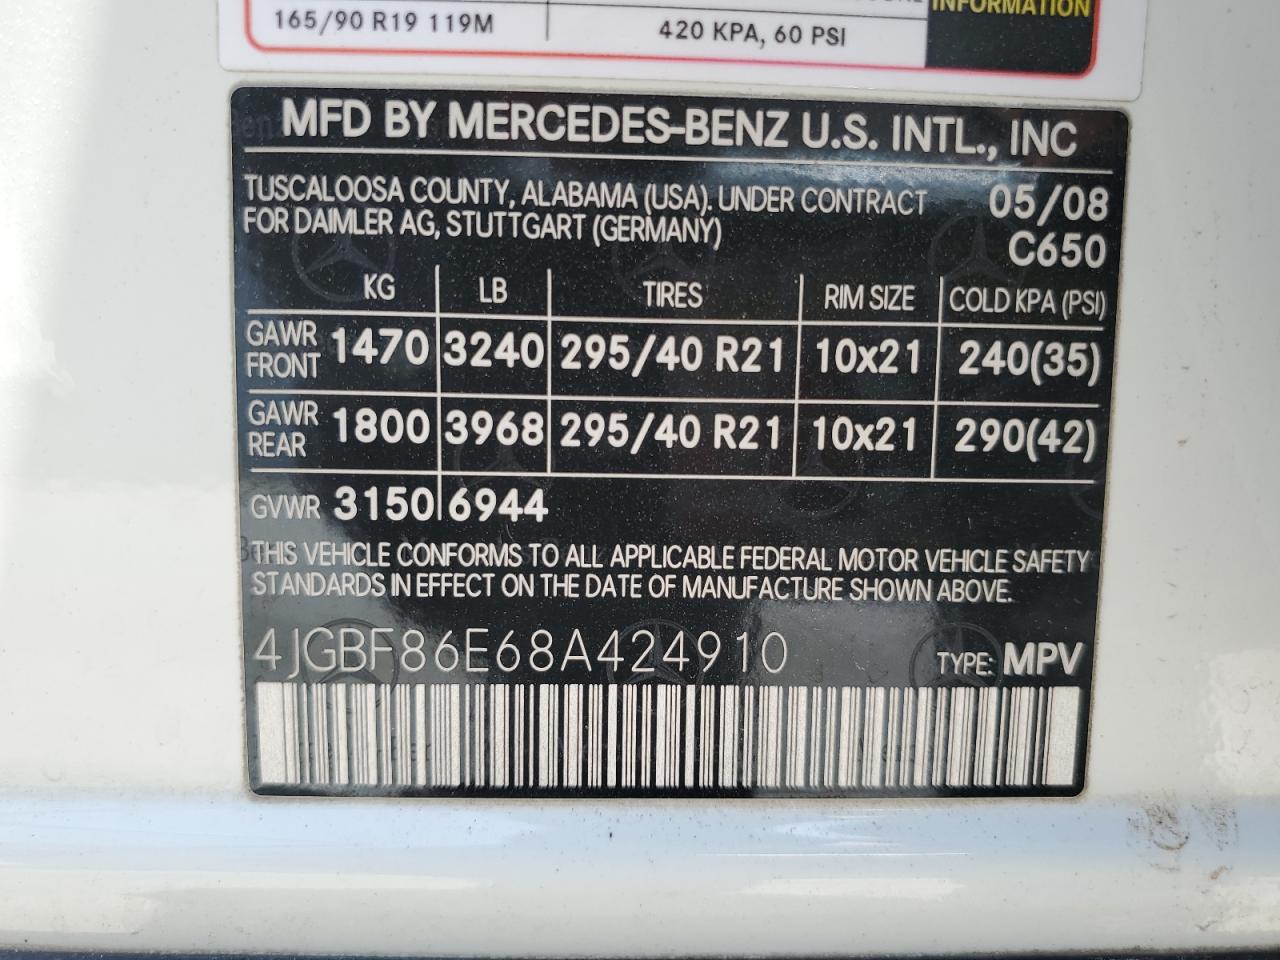 INFORMATION
165/90 R19 119M 420 KPA, 60 PSI
MFD BY MERCEDES-BENZ U.S. INTL., INC
TUSCALOOSA COUNTY, ALABAMA (USA). UNDER CONTRACT 05/08
FOR DAIMLER AG, STUTTGART (GERMANY) C650
KG LB TIRES RIM SIZE COLD KPA (PSI)
GAWR FRONT 1470 3240 295/40 R21 10x21 240(35)
GAWR REAR 1800 3968 295/40 R21 10x21 290(42)
GVWR 3150 6944
THIS VEHICLE CONFORMS TO ALL APPLICABLE FEDERAL MOTOR VEHICLE SAFETY
STANDARDS IN EFFECT ON THE DATE OF MANUFACTURE SHOWN ABOVE.
4JGBF86E68A424910 TYPE: MPV